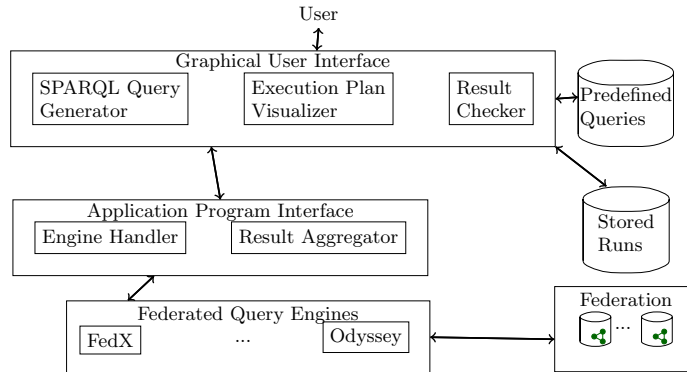 User
Graphical User Interface
SPARQL Query
Generator
Execution Plan
Visualizer
Result
Checker
Predefined
Queries
Application Program Interface
Engine Handler
Result Aggregator
Stored
Runs
Federated Query Engines
FedX
...
Odyssey
Federation
...